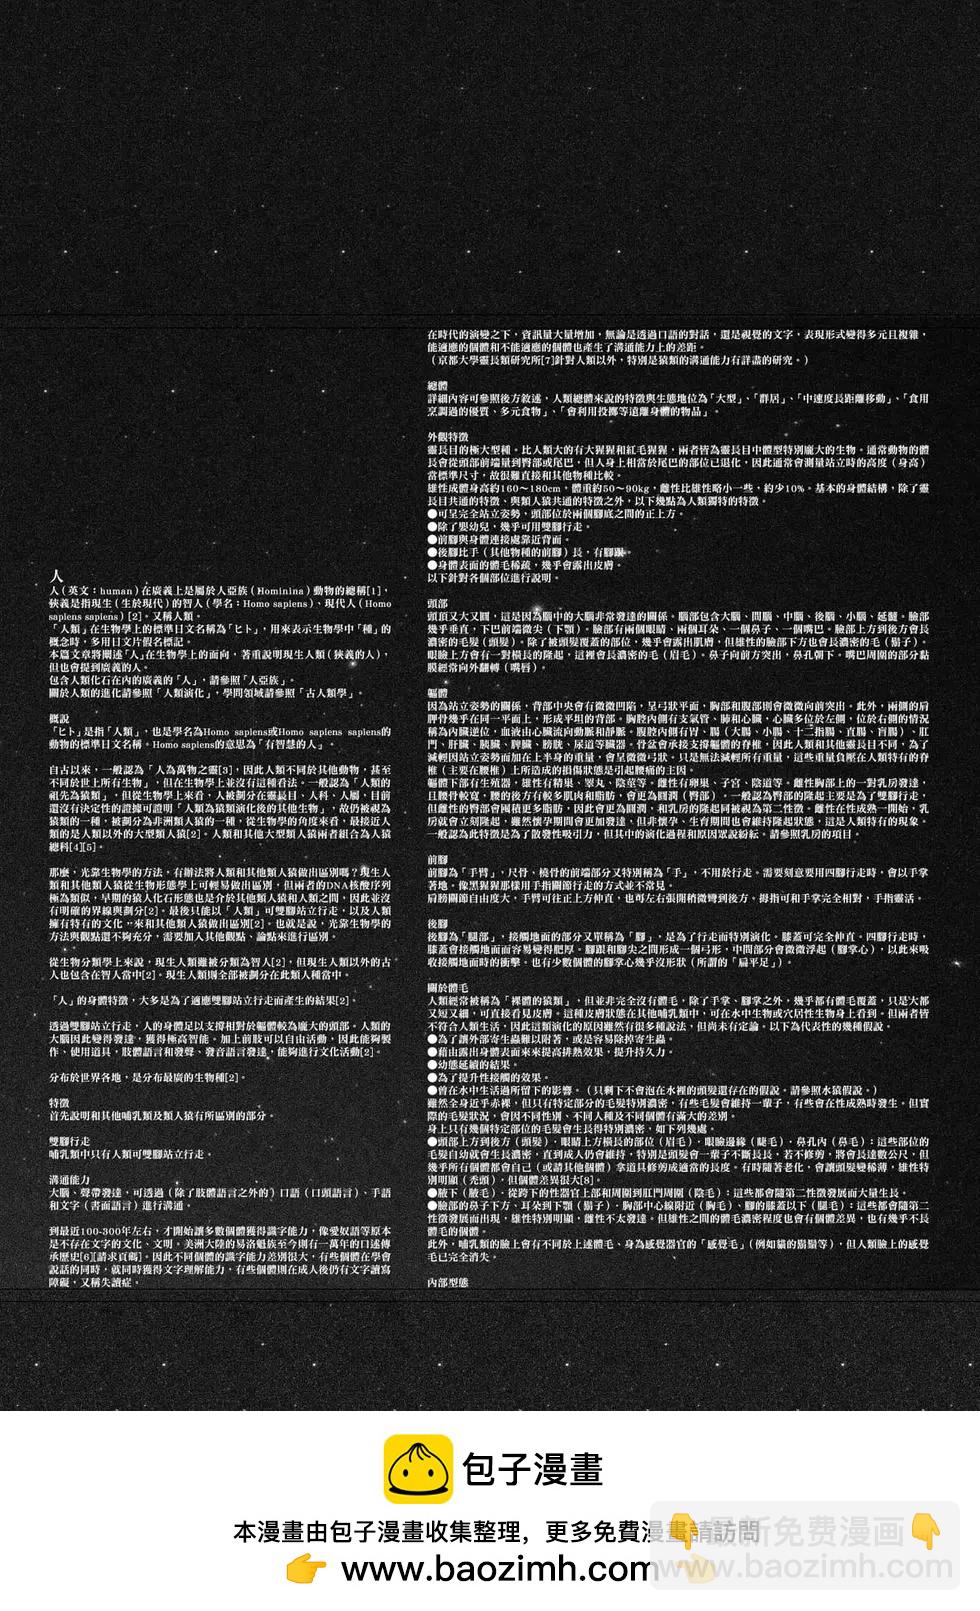 人
人（英文：human）在廣義上是屬於人亞族（Hominina）動物的總稱[1]，
狹義是指現生（生於現代）的智人（學名：Homo sapiens）、現代人（Homo
sapiens sapiens）[2]。又稱人類。
「人類」在生物學上的標準日文名稱為「ヒト」，用來表示生物學中「種」的
概念時，多用日文片假名標記。
本篇文章將闡述「人」在生物學上的面向，著重說明現生人類（狹義的人），
但也會提到廣義的人。
包含人類化石在內的廣義的「人」，請參照「人亞族」。
關於人類的進化請參照「人類演化」，學問領域請參照「古人類學」。
概說
「ヒト」是指「人類」，也是學名為Homo sapiens或Homo sapiens sapiens的
動物的標準日文名稱。Homo sapiens的意思為「有智慧的人」。
自古以來，一般認為「人為萬物之靈[3]，因此人類不同於其他動物，甚至
不同於世上所有生物」，但在生物學上並沒有這種看法。一般認為「人類的
祖先為猿類」。但從生物學上來看，人被劃分在靈長目、人科、人屬，目前
還沒有決定性的證據可證明「人類為猿類演化後的其他生物」，故仍被視為
猿類的一種，被劃分為非洲類人猿的一種，從生物學的角度來看，最接近人
類的是人類以外的大型類人猿[2]。人類和其他大型類人猿兩者組合為人猿
總科[4][5]。
那麼，光靠生物學的方法，有辦法將人類和其他類人猿做出區別嗎？現生人
類和其他類人猿從生物形態學上可輕易做出區別，但兩者的DNA核酸序列
極為類似，早期的猿人化石形態也是介於其他類人猿和人類之間，因此並沒
有明確的界線與劃分[2]。最後只能以「人類」可雙腳站立行走，以及人類
擁有特有的文化，來和其他類人猿做出區別[2]。也就是說，光靠生物學的
方法與觀點還不夠充分，需要加入其他觀點、論點來進行區別。
從生物分類學上來說，現生人類雖被分類為智人[2]，但現生人類以外的古
人也包含在智人當中[2]。現生人類則全部被劃分在此類人種當中。
「人」的身體特徵，大多是為了適應雙腳站立行走而產生的結果[2]。
透過雙腳站立行走，人的身體足以支撐相對於軀體較為龐大的頭部。人類的
大腦因此變得發達，獲得極高智能。加上前肢可以自由活動，因此能夠製
作、使用道具，肢體語言和發聲、發音語言發達，能夠進行文化活動[2]。
分布於世界各地，是分布最廣的生物種[2]。
特徵
首先說明和其他哺乳類及類人猿有所區別的部分。
雙腳行走
哺乳類中只有人類可雙腳站立行走。
溝通能力
大腦、聲帶發達，可透過（除了肢體語言之外的）口語（口頭語言）、手語
和文字（書面語言）進行溝通。
到最近100-300年左右，才開始讓多數個體獲得識字能力，像愛奴語等原本
是不存在文字的文化、文明。美洲大陸的易洛魁族至今則有一萬年的口述傳
承歷史[6][請求頁碼]。因此不同個體的識字能力差別很大，有些個體在學會
說話的同時，就同時獲得文字理解能力，有些個體則在成人後仍有文字讀寫
障礙，又稱失讀症。
在時代的演變之下，資訊量大量增加，無論是透過口語的對話，還是視覺的文字，表現形式變得多元且複雜，
能適應的個體和不能適應的個體也產生了溝通能力上的差距。
（京都大學靈長類研究所[7]針對人類以外，特別是猿類的溝通能力有詳盡的研究。）
總體
詳細內容可參照後方敘述，人類總體來說的特徵與生態地位為「大型」、「群居」、「中速度長距離移動」、「食用
烹調過的優質、多元食物」、「會利用投擲等遠離身體的物品」。
外觀特徵
靈長目的極大型種。比人類大的有大猩猩和紅毛猩猩，兩者皆為靈長目中體型特別龐大的生物。通常動物的體
長會從頭部前端量到臀部或尾巴，但人身上相當於尾巴的部位已退化，因此通常會測量站立時的高度（身高）
當標準尺寸，故很難直接和其他物種比較。
雄性成體身高約160～180cm，體重約50～90kg，雌性比雄性略小一些，約少10%。基本的身體結構，除了靈
長目共通的特徵、與類人猿共通的特徵之外，以下幾點為人類獨特的特徵。
●可呈完全站立姿勢，頭部位於兩個腳底之間的正上方。
●除了嬰幼兒，幾乎可用雙腳行走。
●前腳與身體連接處靠近背面。
●後腳比手（其他物種的前腳）長，有腳跟。
●身體表面的體毛稀疏，幾乎會露出皮膚。
以下針對各個部位進行說明。
頭部
頭頂又大又圓，這是因為腦中的大腦非常發達的關係。腦部包含大腦、間腦、中腦、後腦、小腦、延髓。臉部
幾乎垂直，下巴前端微尖（下顎）。臉部有兩個眼睛、兩個耳朵、一個鼻子、一個嘴巴。臉部上方到後方會長
濃密的毛髮（頭髮）。除了被頭髮覆蓋的部位，幾乎會露出肌膚，但雄性的臉部下方也會長濃密的毛（鬍子）。
眼臉上方會有一對橫長的隆起，這裡會長濃密的毛（眉毛）。鼻子向前方突出，鼻孔朝下。嘴巴周圍的部分黏
膜經常向外翻轉（嘴唇）。
軀體
因為站立姿勢的關係，背部中央會有微微凹陷，呈弓狀平面，胸部和腹部則會微微向前突出。此外，兩側的肩
胛骨幾乎在同一平面上，形成平坦的背部。胸腔內側有支氣管、肺和心臟，心臟多位於左側，位於右側的情況
稱為內臟逆位，血液由心臟流向動脈和靜脈。腹腔內側有胃、腸（大腸、小腸、十二指腸、直腸、盲腸）、肛
門、肝臟、胰臟、脾臟、膀胱、尿道等臟器。骨盆會承接支撐軀體的脊椎，因此人類和其他靈長目不同，為了
減輕因站立姿勢而加在上半身的重量，會呈微微弓狀。只是無法減輕所有重量，這些重量負壓在人類特有的脊
椎（主要在腰椎）上所造成的損傷狀態是引起腰痛的主因。
軀體下部有生殖器，雄性有精巢、睪丸、陰莖等。雌性有卵巢、子宮、陰道等。雌性胸部上的一對乳房發達，
且腰骨較寬，腰的後方有較多肌肉和脂肪，會更為圓潤（臀部）。一般認為臀部的隆起主要是為了雙腳行走，
但雌性的臀部會囤積更多脂肪，因此會更為圓潤，和乳房的隆起同被視為第二性徵。雌性在性成熟一開始，乳
房就會立刻隆起，雖然懷孕期間會更加發達，但非懷孕、生育期間也會維持隆起狀態，這是人類特有的現象。
一般認為此特徵是為了散發性吸引力，但其中的演化過程和原因眾說紛紜。請參照乳房的項目。
前腳
前腳為「手臂」，尺骨、橈骨的前端部分又特別稱為「手」，不用於行走。需要刻意要用四腳行走時，會以手掌
著地。像黑猩猩那樣用手指關節行走的方式並不常見。
肩膀關節自由度大，手臂可往正上方伸直，也可左右張開稍微彎到後方。拇指可和手掌完全相對，手指靈活。
後腳
後腳為「腿部」，接觸地面的部分又單稱為「腳」，是為了行走而特別演化。膝蓋可完全伸直。四腳行走時，
膝蓋會接觸地面而容易變得肥厚。腳跟和腳尖之間形成一個弓形，中間部分會微微浮起（腳掌心），以此來吸
收接觸地面時的衝擊。也有少數個體的腳掌心幾乎沒形狀（所謂的「扁平足」）。
關於體毛
人類經常被稱為「裸體的猿類」，但並非完全沒有體毛，除了手掌、腳掌之外，幾乎都有體毛覆蓋，只是大都
又短又細，可直接看見皮膚。這種皮膚狀態在其他哺乳類中，可在水中生物或穴居性生物身上看到。但兩者皆
不符合人類生活，因此這類演化的原因雖然有很多種說法，但尚未有定論。以下為代表性的幾種假說。
●為了讓外部寄生蟲難以附著，或是容易除掉寄生蟲。
●藉由露出身體表面來來提高排熱效果，提升持久力。
●幼態延續的結果。
●為了提升性接觸的效果。
●曾在水中生活過所留下的影響。（只剩下不會泡在水裡的頭髮還存在的假說。請參照水猿假說。）
雖然全身近乎赤裸，但只有特定部分的毛髮特別濃密，有些毛髮會維持一輩子，有些會在性成熟時發生。但實
際的毛髮狀況，會因不同性別、不同人種及不同個體有滿大的差別。
身上只有幾個特定部位的毛髮會生長得特別濃密，如下列幾處。
●頭部上方到後方（頭髮）．眼睛上方橫長的部位（眉毛）．眼瞼邊緣（睫毛）．鼻孔內（鼻毛）：這些部位的
毛髮自幼就會生長濃密，直到成人仍會維持，特別是頭髮會一輩子不斷長長，若不修剪，將會長達數公尺，但
幾乎所有個體都會自己（或請其他個體）拿道具修剪成適當的長度。有時隨著老化，會讓頭髮變稀薄，雄性特
別明顯（禿頭），但個體差異很大[8]。
●腋下（腋毛）．從跨下的性器官上部和周圍到肛門周圍（陰毛）：這些都會隨第二性徵發展而大量生長。
●臉部的鼻子下方、耳朵到下顎（鬍子）．胸部中心線附近（胸毛）、腳的膝蓋以下（腿毛）：這些都會隨第二
性徵發展而出現，雄性特別明顯，雌性不太發達。但雄性之間的體毛濃密程度也會有個體差異，也有幾乎不長
體毛的個體。
此外，哺乳類的臉上會有不同於上述體毛、身為感覺器官的「感覺毛」（例如貓的鬍鬚等），但人類臉上的感覺
毛已完全消失。
內部型態
包子漫畫
本漫畫由包子漫畫收集整理，更多免費漫畫請訪問
👉 www.baozimh.com
👇最新免费漫画👇
www.baozimh.com